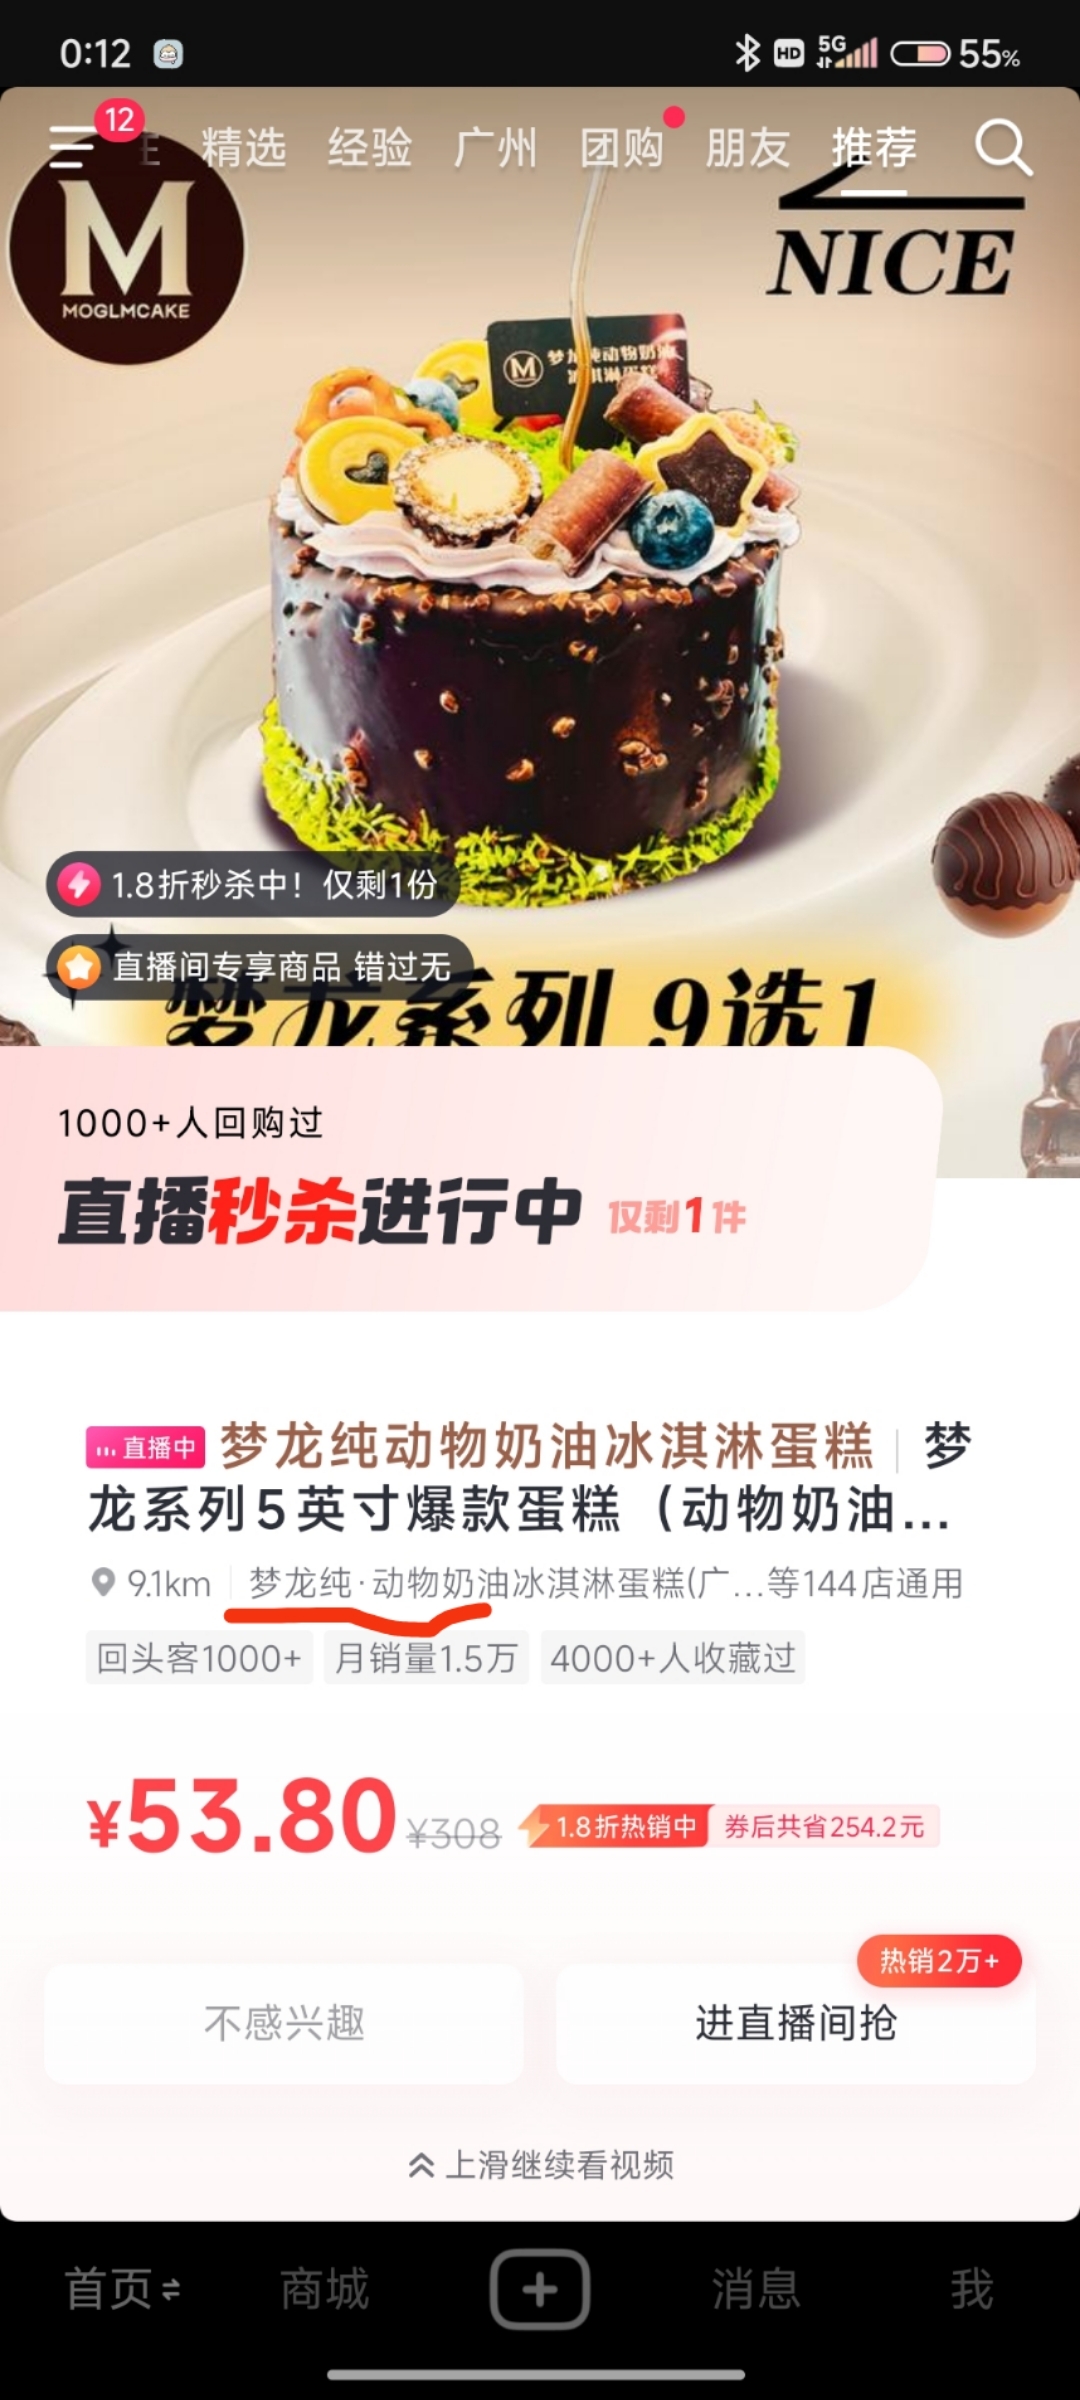 0:12
HD 5G 55%
12
精选 经验 广州 团购 朋友 推荐
M
MOGLMCAKE
NICE
M 梦龙纯动物奶油
冰淇淋蛋糕
1.8折秒杀中！仅剩1份
直播间专享商品 错过无
梦龙系列 9选1
1000+人回购过
直播秒杀进行中 仅剩1件
直播中 梦龙纯动物奶油冰淇淋蛋糕 | 梦
龙系列5英寸爆款蛋糕（动物奶油...
9.1km 梦龙纯·动物奶油冰淇淋蛋糕(广...等144店通用
回头客1000+ 月销量1.5万 4000+人收藏过
¥53.80 ¥308 1.8折热销中 券后共省254.2元
热销2万+
不感兴趣 进直播间抢
上滑继续看视频
首页 商城 消息 我